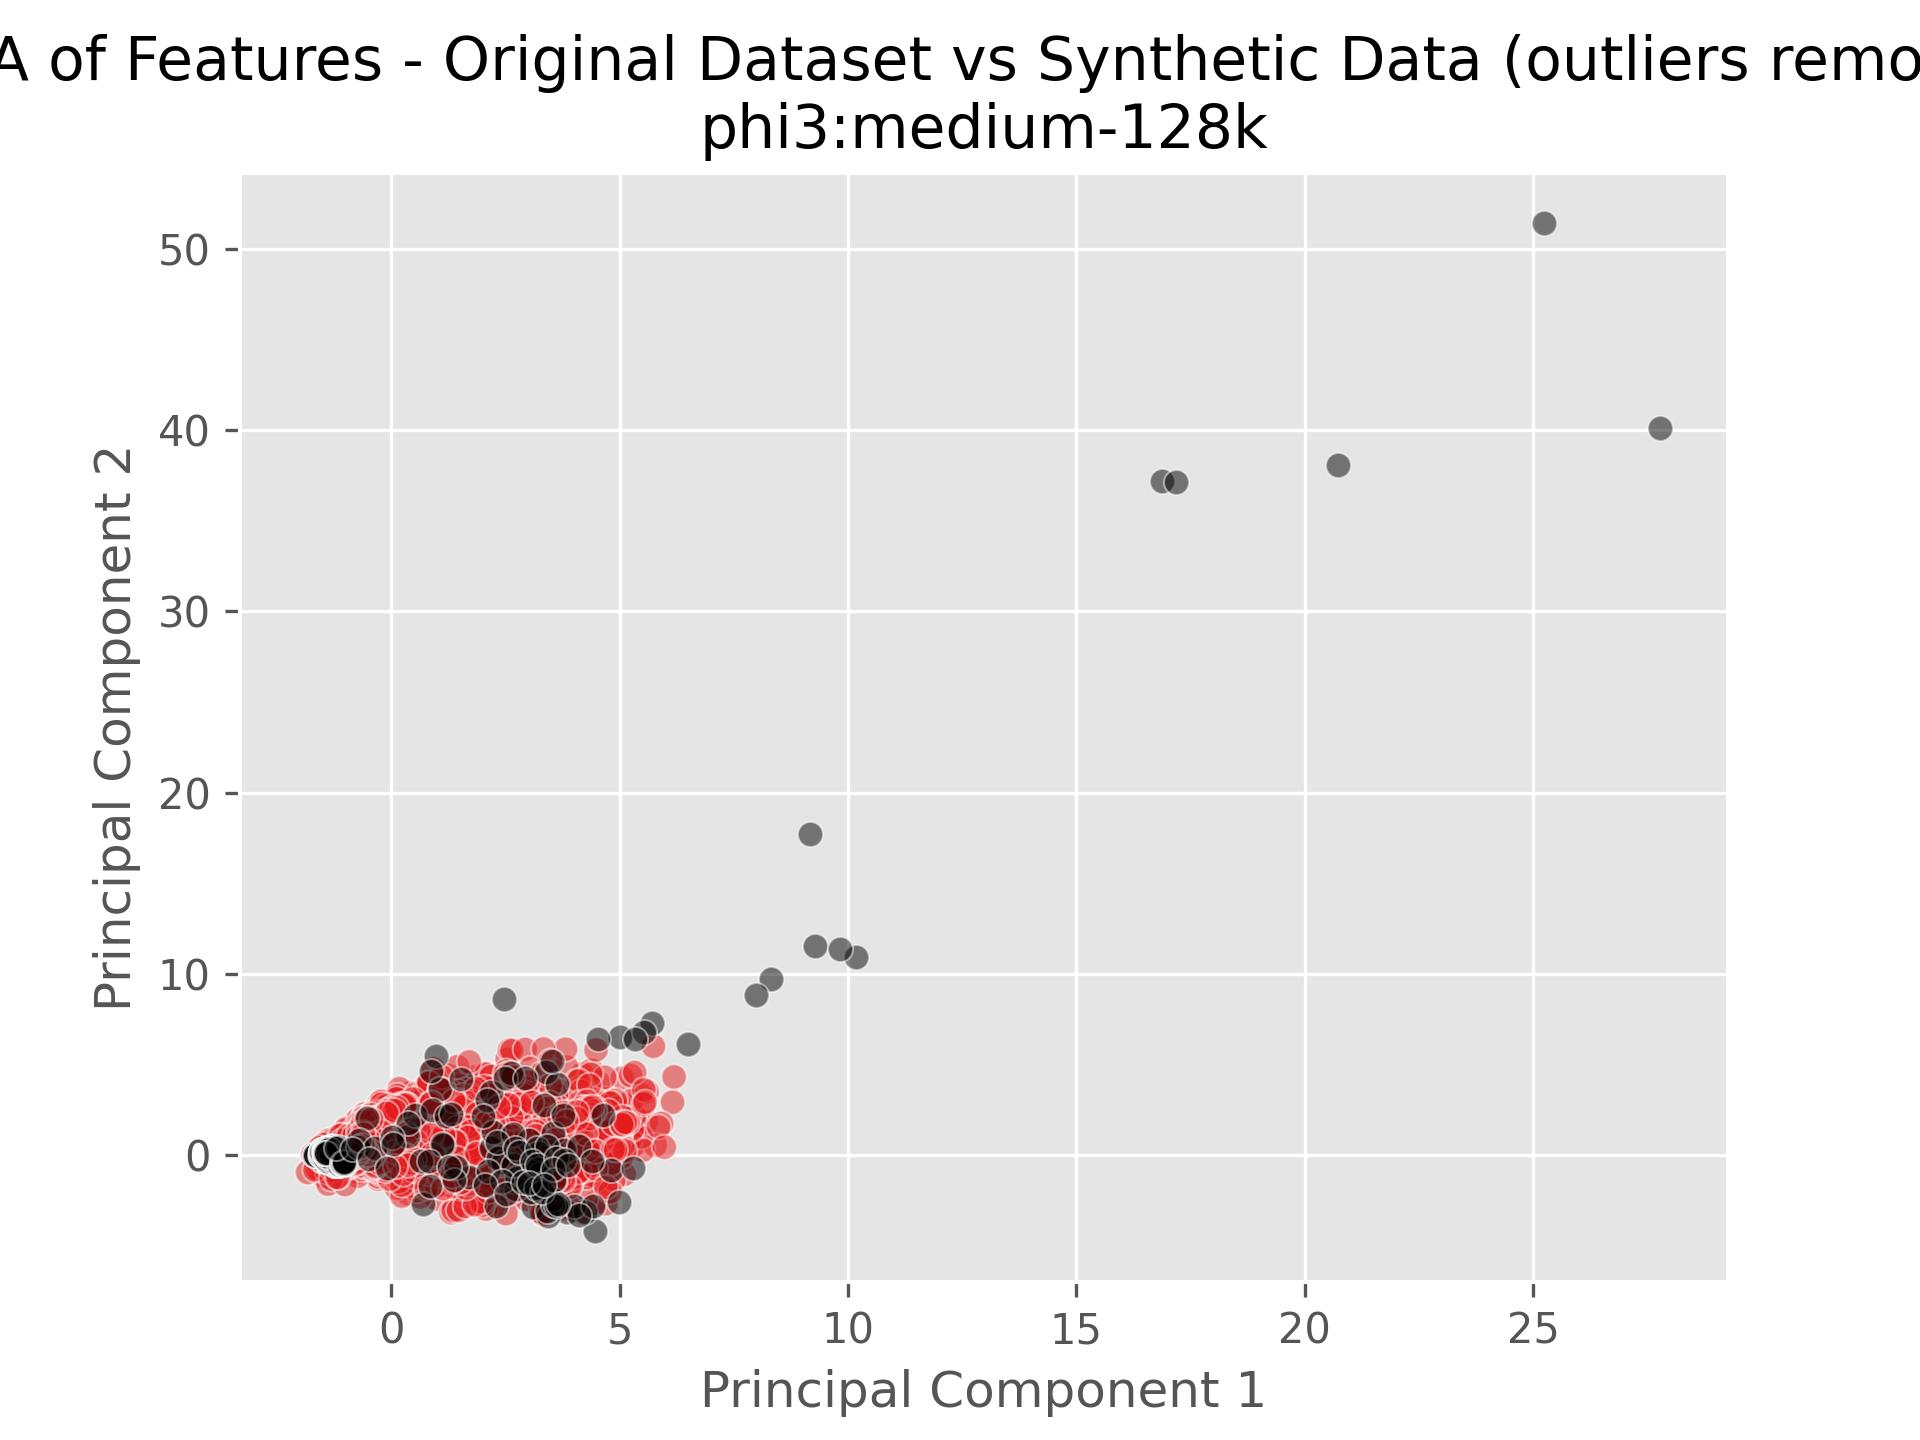 A of Features - Original Dataset vs Synthetic Data (outliers remo
phi3:medium-128k
50
40
30
20
10
0
Principal Component 2
0 5 10 15 20 25
Principal Component 1